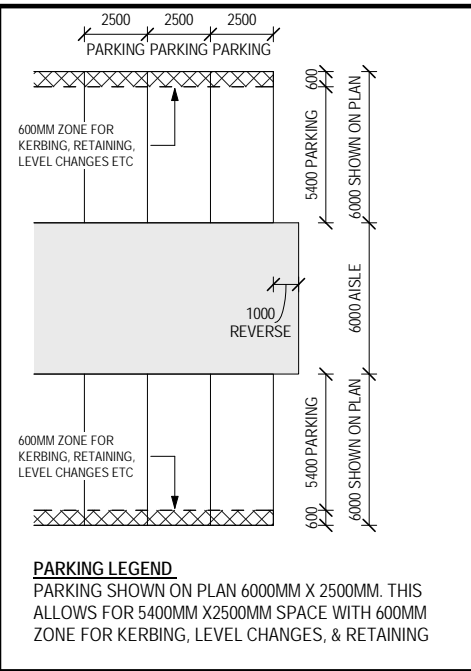 2500 2500 2500
PARKING PARKING PARKING
600MM ZONE FOR
KERBING, RETAINING,
LEVEL CHANGES ETC
600
5400 PARKING
6000 SHOWN ON PLAN
1000
REVERSE
6000 AISLE
600MM ZONE FOR
KERBING, RETAINING,
LEVEL CHANGES ETC
5400 PARKING
600
6000 SHOWN ON PLAN
PARKING LEGEND
PARKING SHOWN ON PLAN 6000MM X 2500MM. THIS
ALLOWS FOR 5400MM X2500MM SPACE WITH 600MM
ZONE FOR KERBING, LEVEL CHANGES, & RETAINING